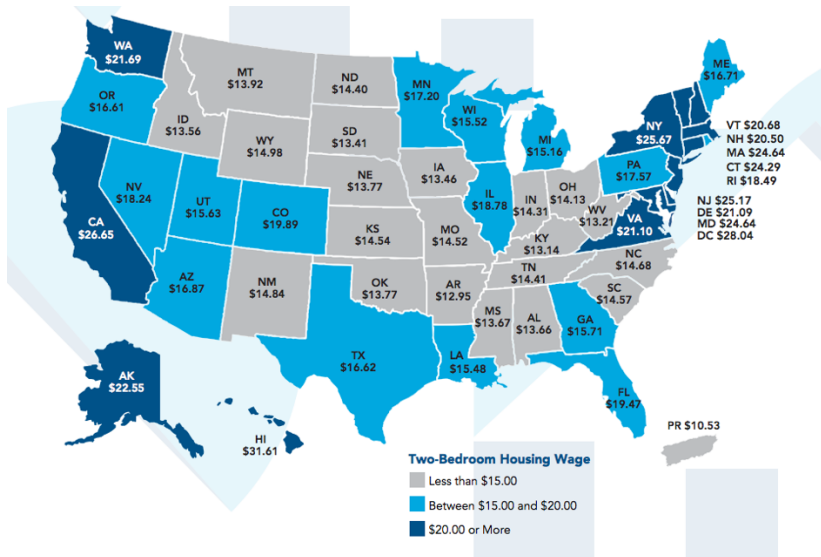 WA
$21.69
OR
$16.61
CA
$26.65
NV
$18.24
ID
$13.56
MT
$13.92
WY
$14.98
UT
$15.63
CO
$19.89
AZ
$16.87
NM
$14.84
ND
$14.40
SD
$13.41
NE
$13.77
KS
$14.54
OK
$13.77
TX
$16.62
MN
$17.20
IA
$13.46
MO
$14.52
AR
$12.95
LA
$15.48
WI
$15.52
IL
$18.78
MI
$15.16
IN
$14.31
OH
$14.13
KY
$13.14
TN
$14.41
MS
$13.67
AL
$13.66
GA
$15.71
FL
$19.47
SC
$14.57
NC
$14.68
VA
$21.10
WV
$13.21
PA
$17.57
NY
$25.67
ME
$16.71
VT $20.68
NH $20.50
MA $24.64
CT $24.29
RI $18.49
NJ $25.17
DE $21.09
MD $24.64
DC $28.04
AK
$22.55
HI
$31.61
PR $10.53
Two-Bedroom Housing Wage
Less than $15.00
Between $15.00 and $20.00
$20.00 or More